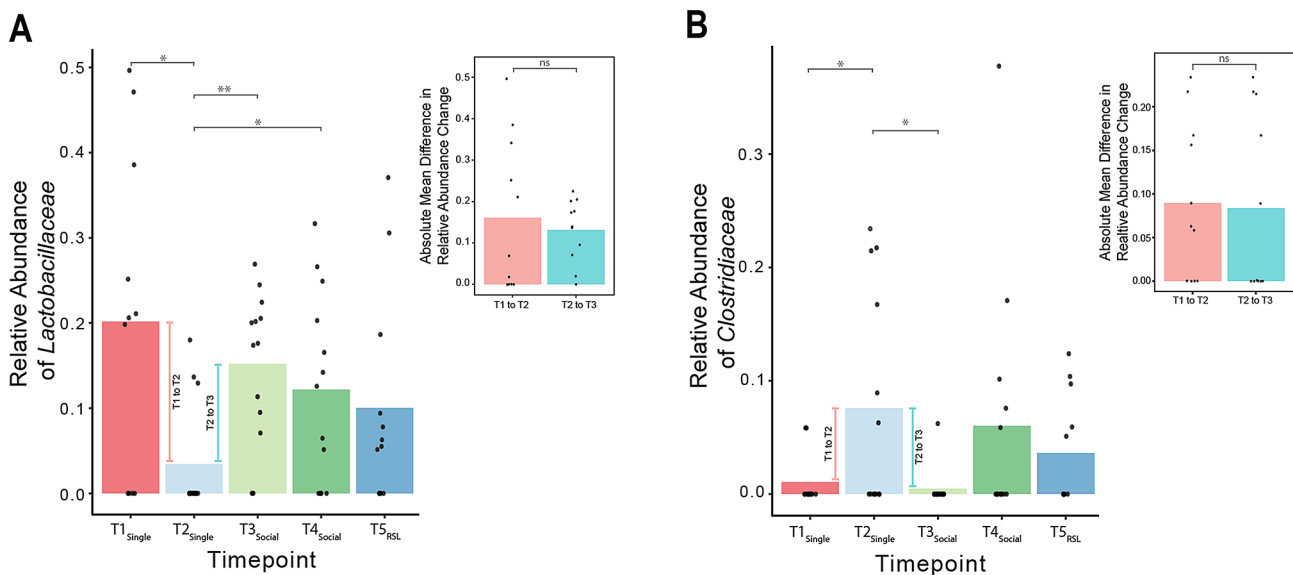 A
Relative Abundance
of Lactobacillaceae
0.5
0.4
0.3
0.2
0.1
0.0
*
**
*
T1 to T2
T2 to T3
T1Single
T2Single
T3Social
T4Social
T5RSL
Timepoint
Absolute Mean Difference in
Relative Abundance Change
0.5
0.4
0.3
0.2
0.1
0.0
ns
T1 to T2
T2 to T3
B
Relative Abundance
of Clostridiaceae
0.3
0.2
0.1
0.0
*
*
T1 to T2
T2 to T3
T1Single
T2Single
T3Social
T4Social
T5RSL
Timepoint
Absolute Mean Difference in
Realtive Abundance Change
0.20
0.15
0.10
0.05
0.00
ns
T1 to T2
T2 to T3